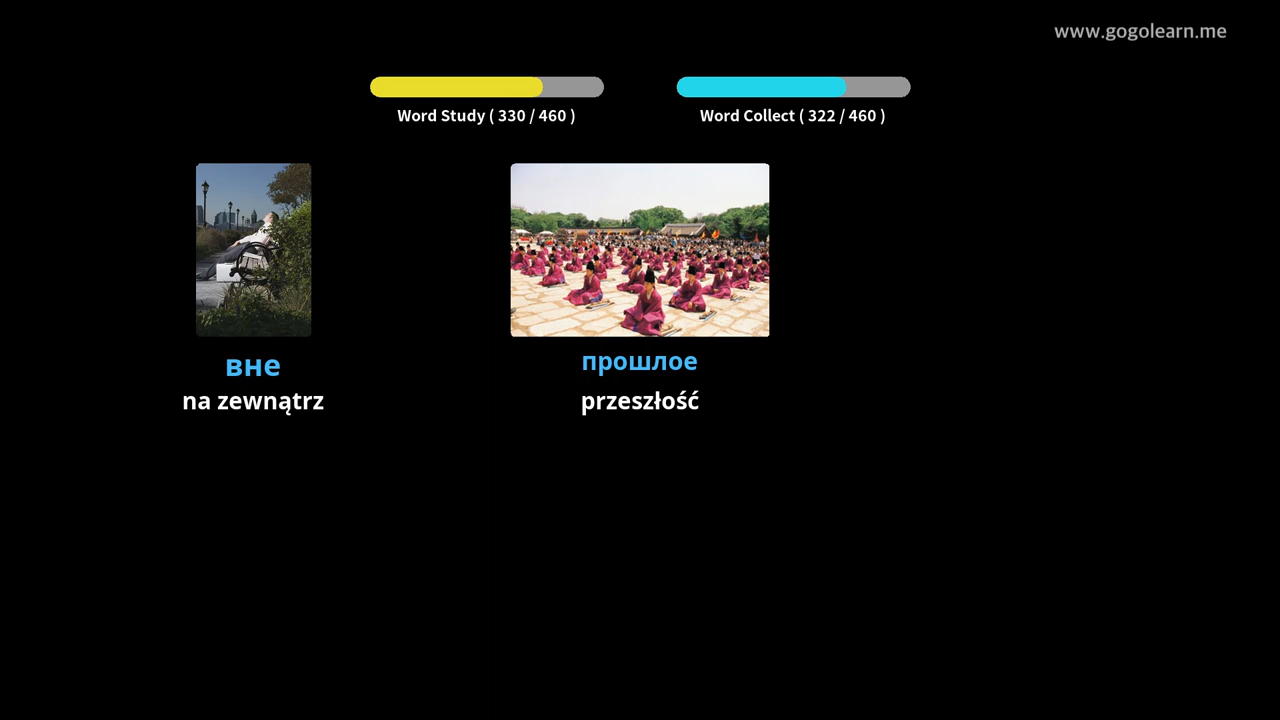 www.gogolearn.me
Word Study ( 330 / 460 )
Word Collect ( 322 / 460 )
вне
na zewnątrz
прошлое
przeszłość